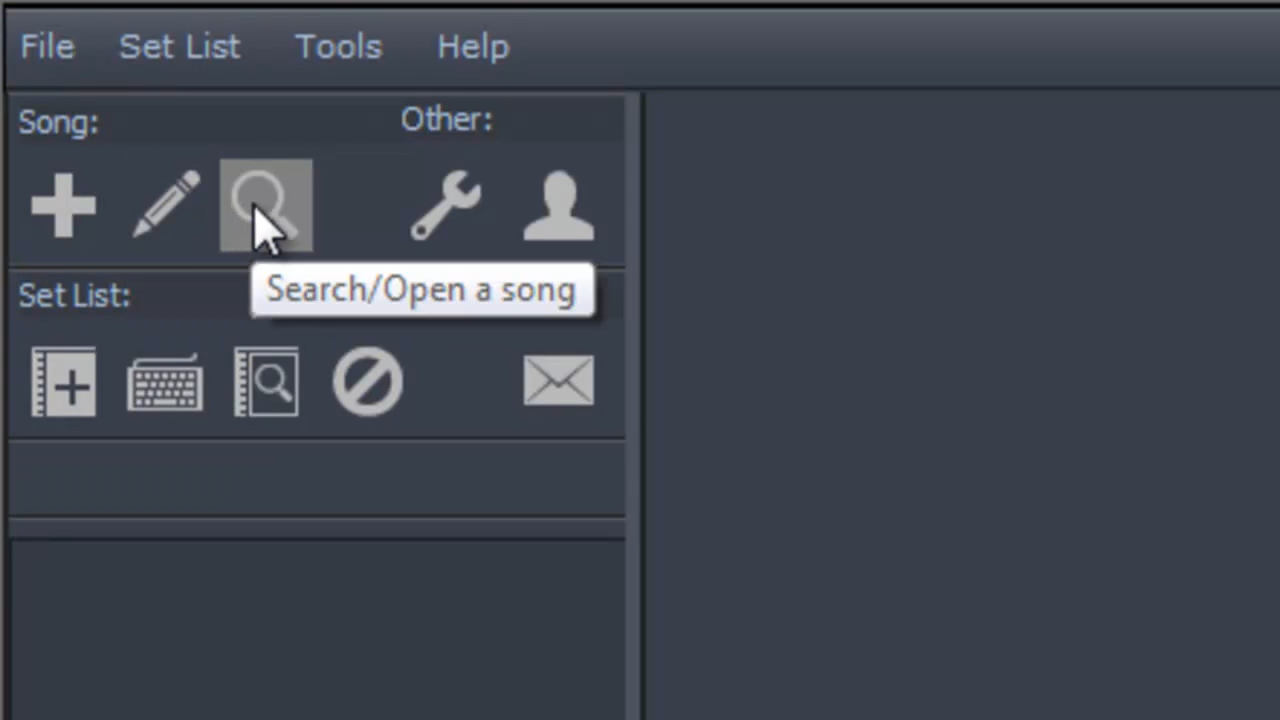 File Set List Tools Help
Song: Other:
Search/Open a song
Set List: